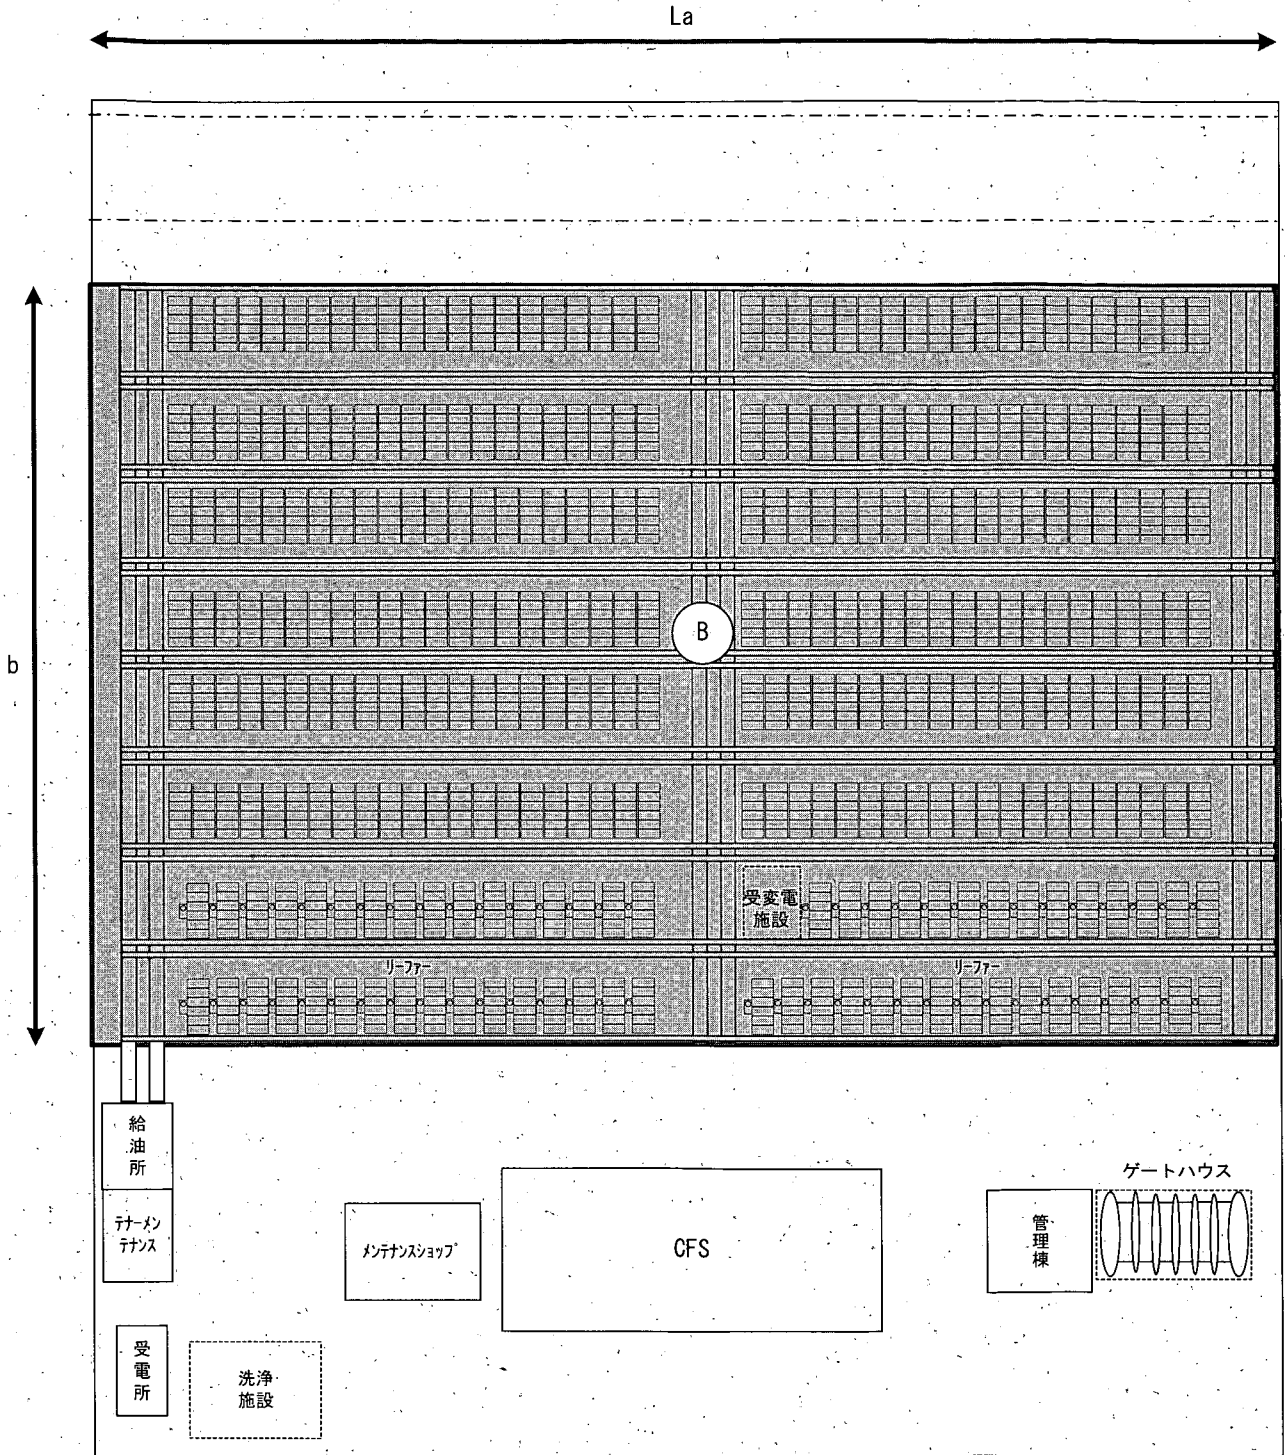 La
b
B
受変電
施設
リーファー
リーファー
給
油
所
テナーメン
テナンス
メンテナンスショップ
CFS
管
理
棟
ゲートハウス
受
電
所
洗浄
施設